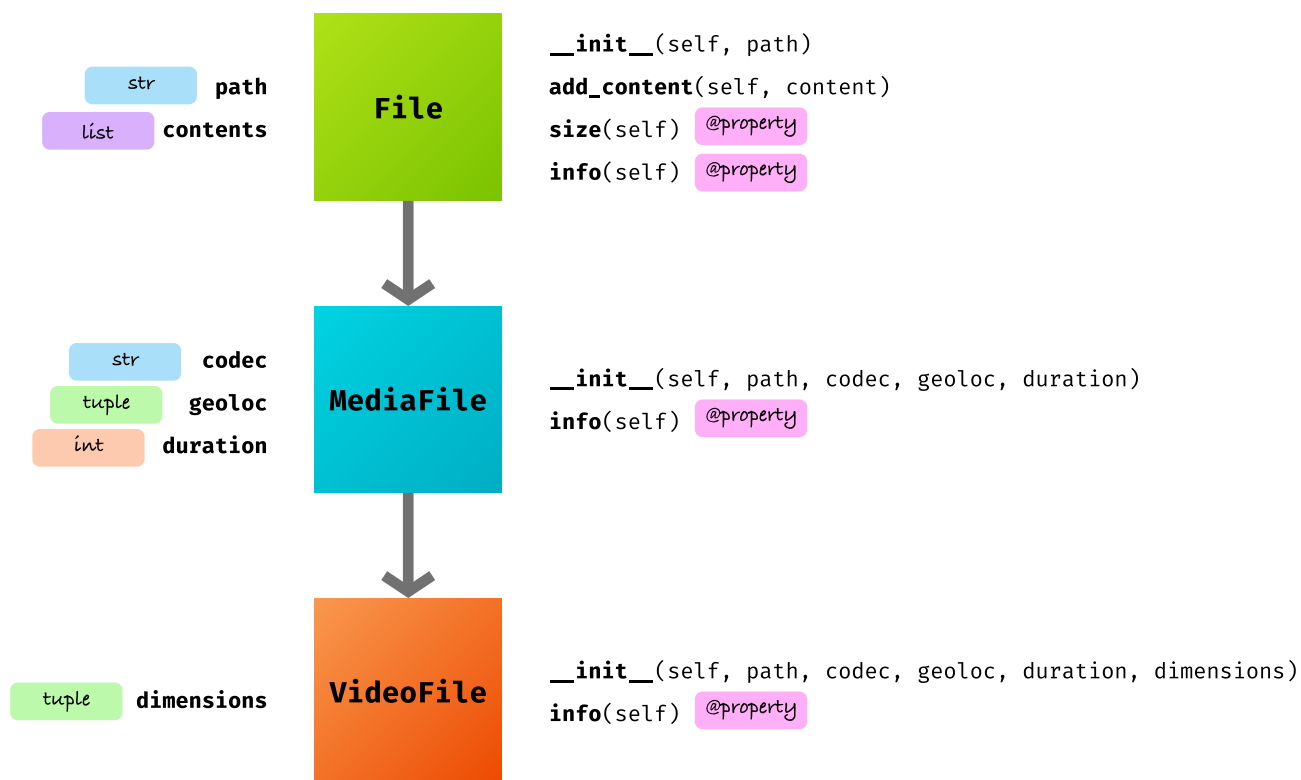 str path
list contents
File
__init__(self, path)
add_content(self, content)
size(self) @property
info(self) @property
str codec
tuple geoloc
int duration
MediaFile
__init__(self, path, codec, geoloc, duration)
info(self) @property
tuple dimensions
VideoFile
__init__(self, path, codec, geoloc, duration, dimensions)
info(self) @property